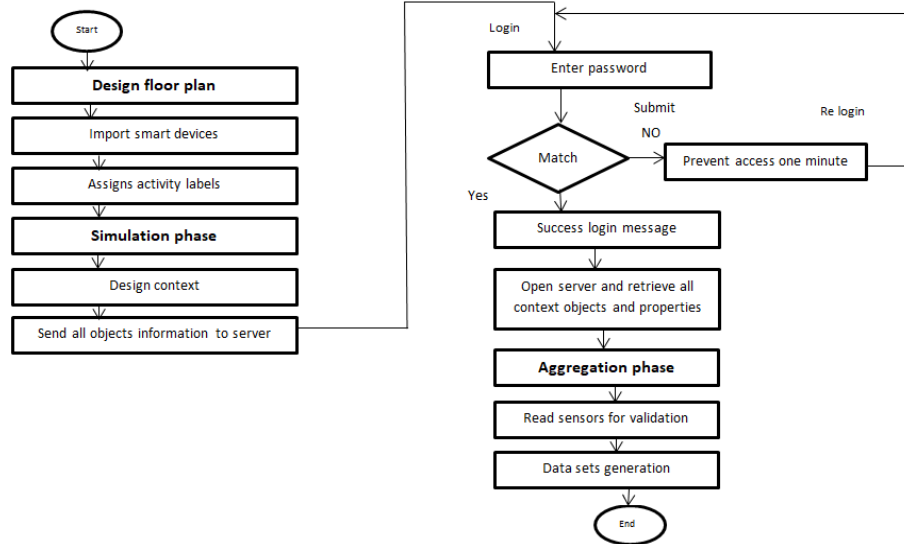 Start
Design floor plan
Import smart devices
Assigns activity labels
Simulation phase
Design context
Send all objects information to server
Login
Enter password
Submit
NO
Match
Re login
Prevent access one minute
Yes
Success login message
Open server and retrieve all
context objects and properties
Aggregation phase
Read sensors for validation
Data sets generation
End